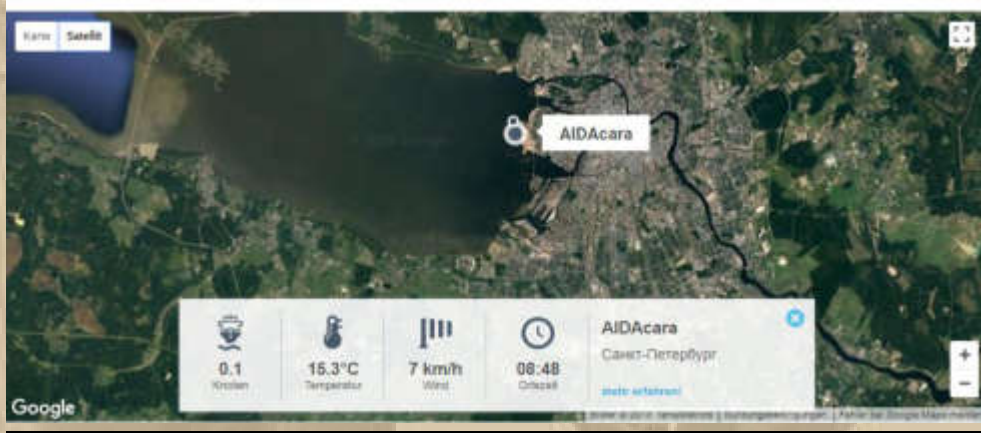 Karte Satellit
AIDAcara
0.1
Knoten
15.3°C
Temperatur
7 km/h
Wind
08:48
Ortszeit
AIDAcara
Санкт-Петербург
mehr erfahren!
+
−
Google